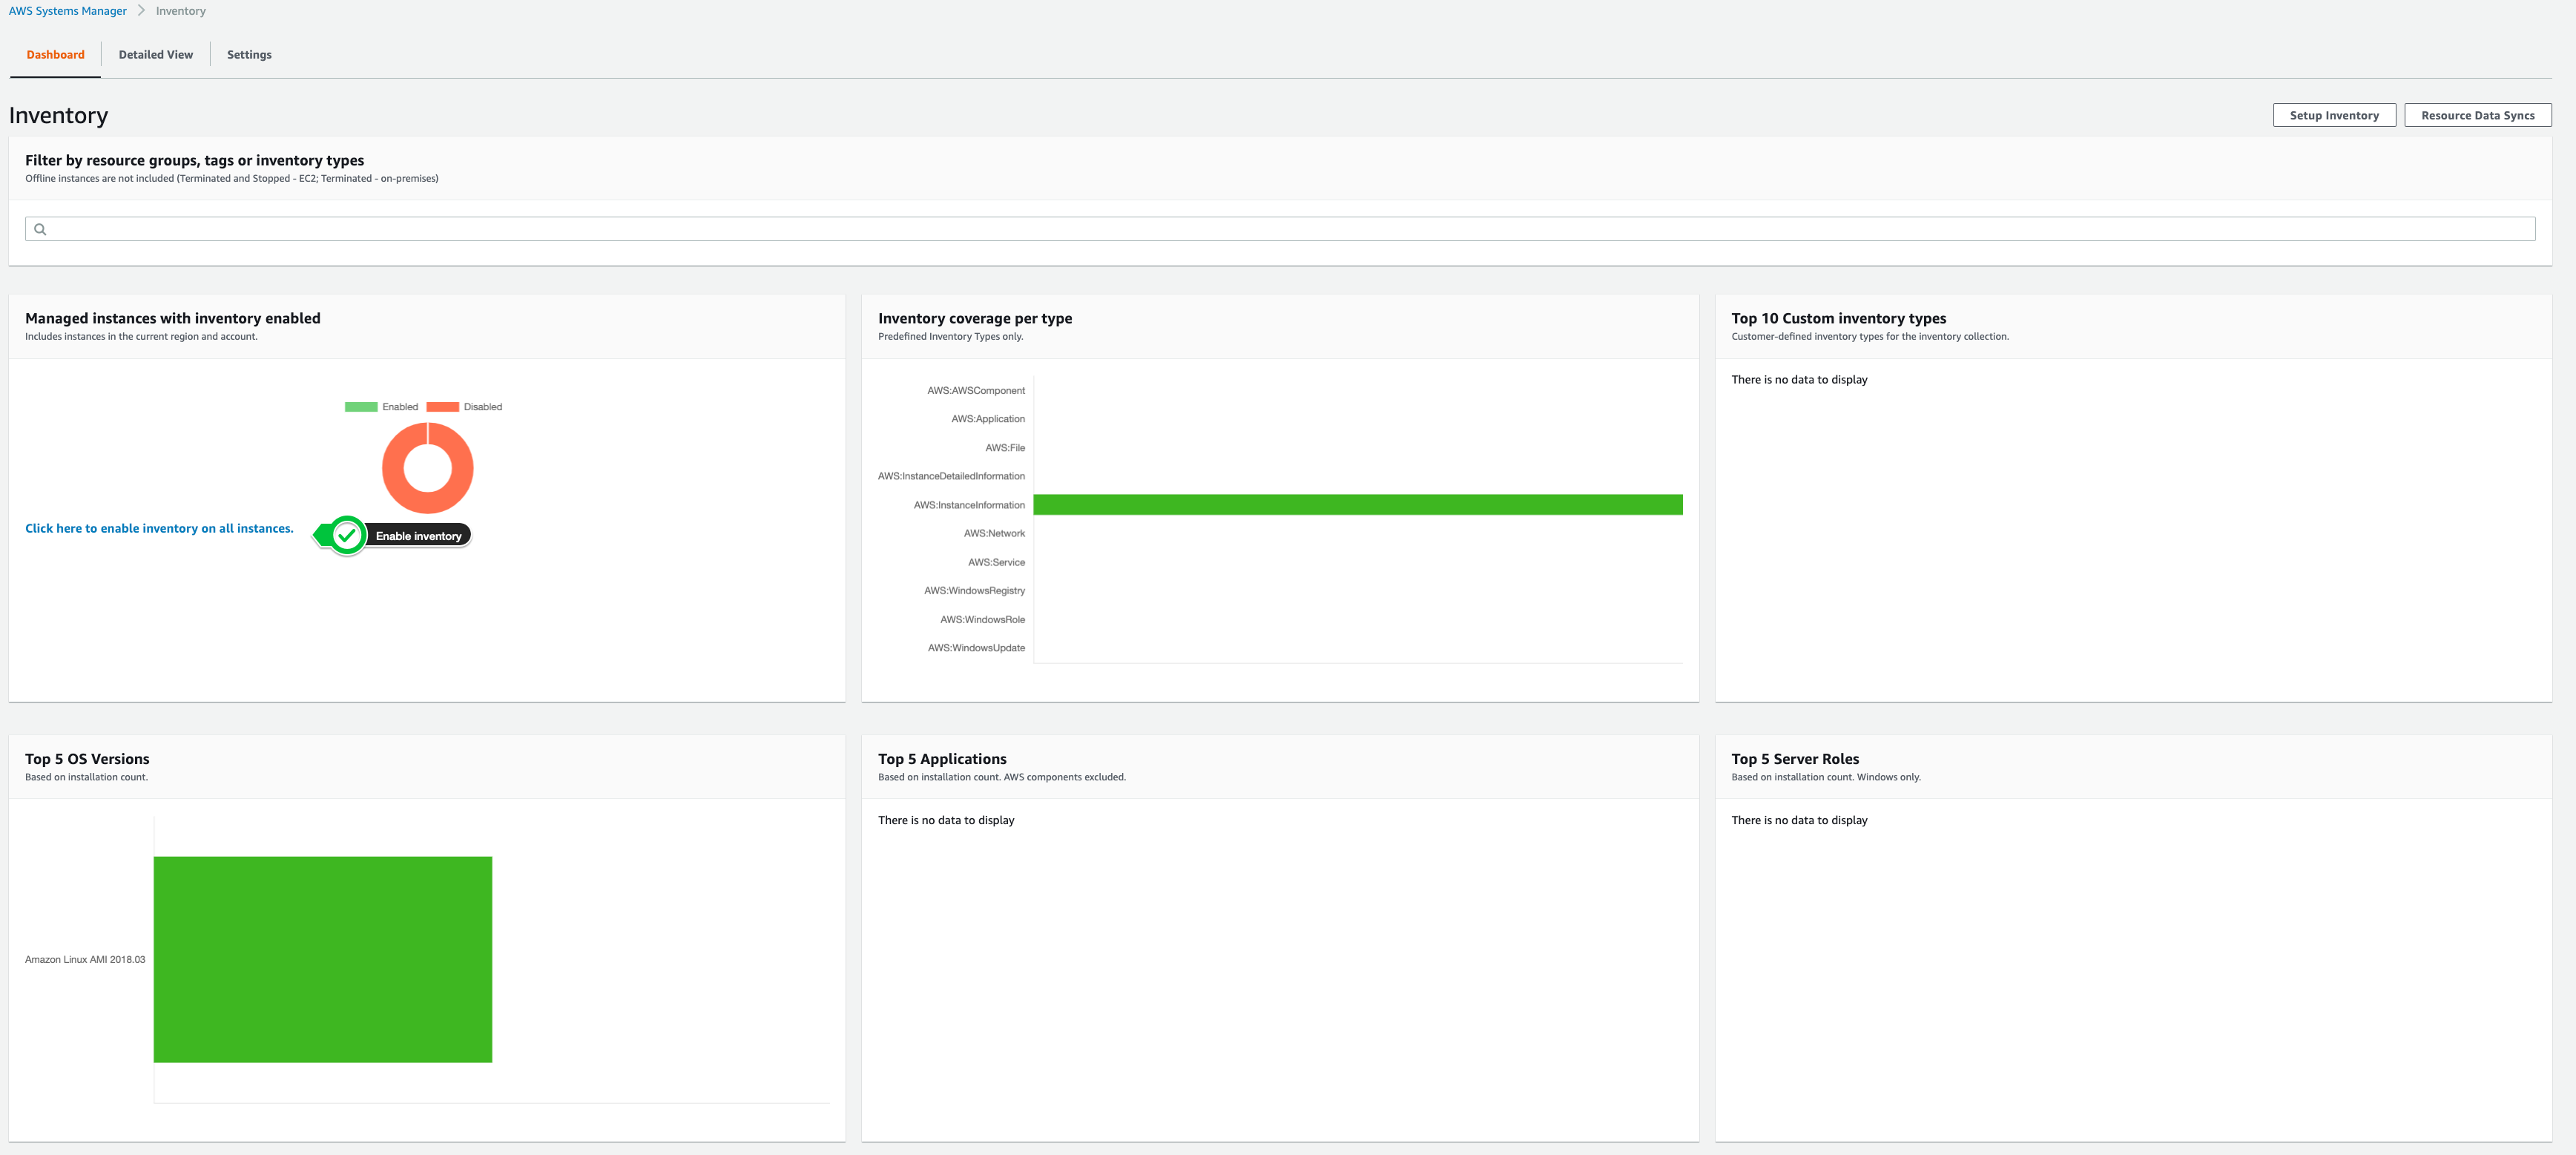 AWS Systems Manager > Inventory
Dashboard
Detailed View
Settings
Inventory
Setup Inventory
Resource Data Syncs
Filter by resource groups, tags or inventory types
Offline instances are not included (Terminated and Stopped - EC2; Terminated - on-premises)
Managed instances with inventory enabled
Includes instances in the current region and account.
Enabled
Disabled
Click here to enable inventory on all instances.
Enable inventory
Inventory coverage per type
Predefined Inventory Types only.
AWS:AWSComponent
AWS:Application
AWS:File
AWS:InstanceDetailedInformation
AWS:InstanceInformation
AWS:Network
AWS:Service
AWS:WindowsRegistry
AWS:WindowsRole
AWS:WindowsUpdate
Top 10 Custom inventory types
Customer-defined inventory types for the inventory collection.
There is no data to display
Top 5 OS Versions
Based on installation count.
Amazon Linux AMI 2018.03
Top 5 Applications
Based on installation count. AWS components excluded.
There is no data to display
Top 5 Server Roles
Based on installation count. Windows only.
There is no data to display